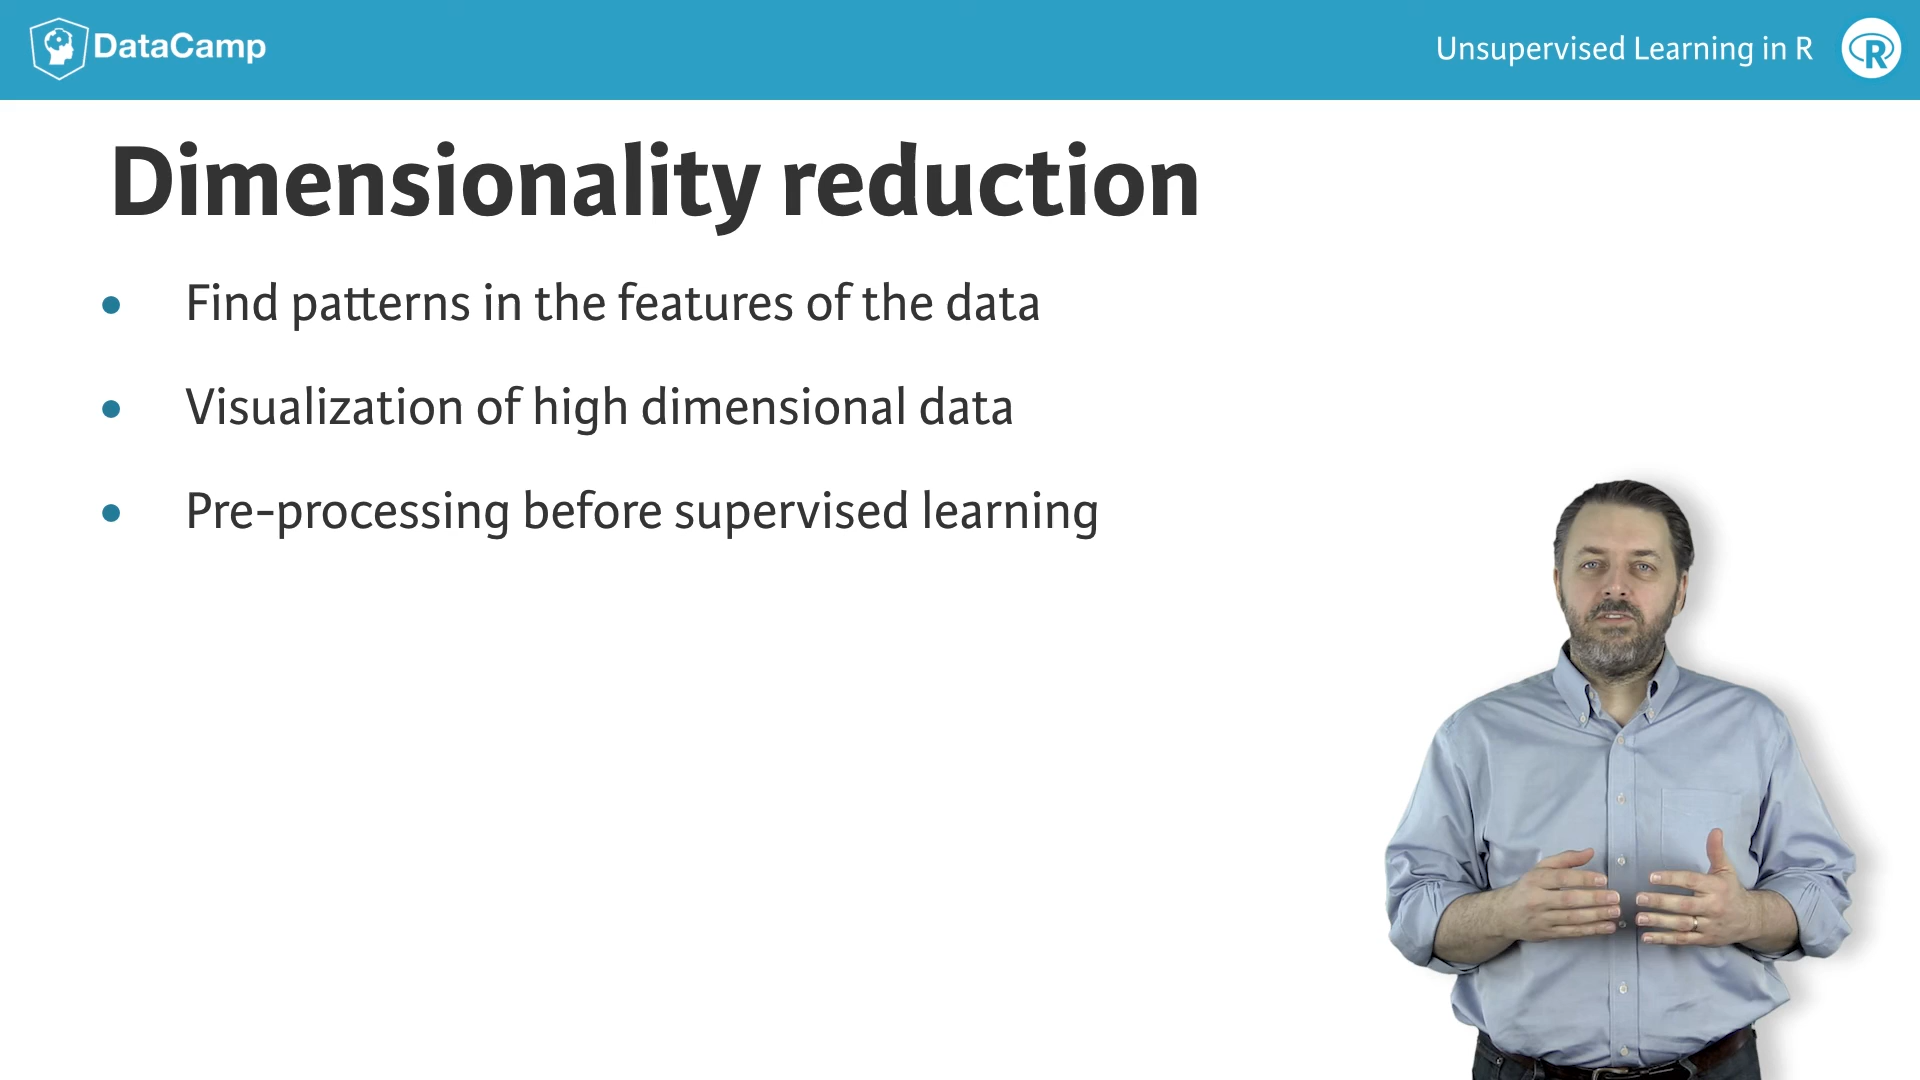 DataCamp
Unsupervised Learning in R
R
Dimensionality reduction
• Find patterns in the features of the data
• Visualization of high dimensional data
• Pre-processing before supervised learning